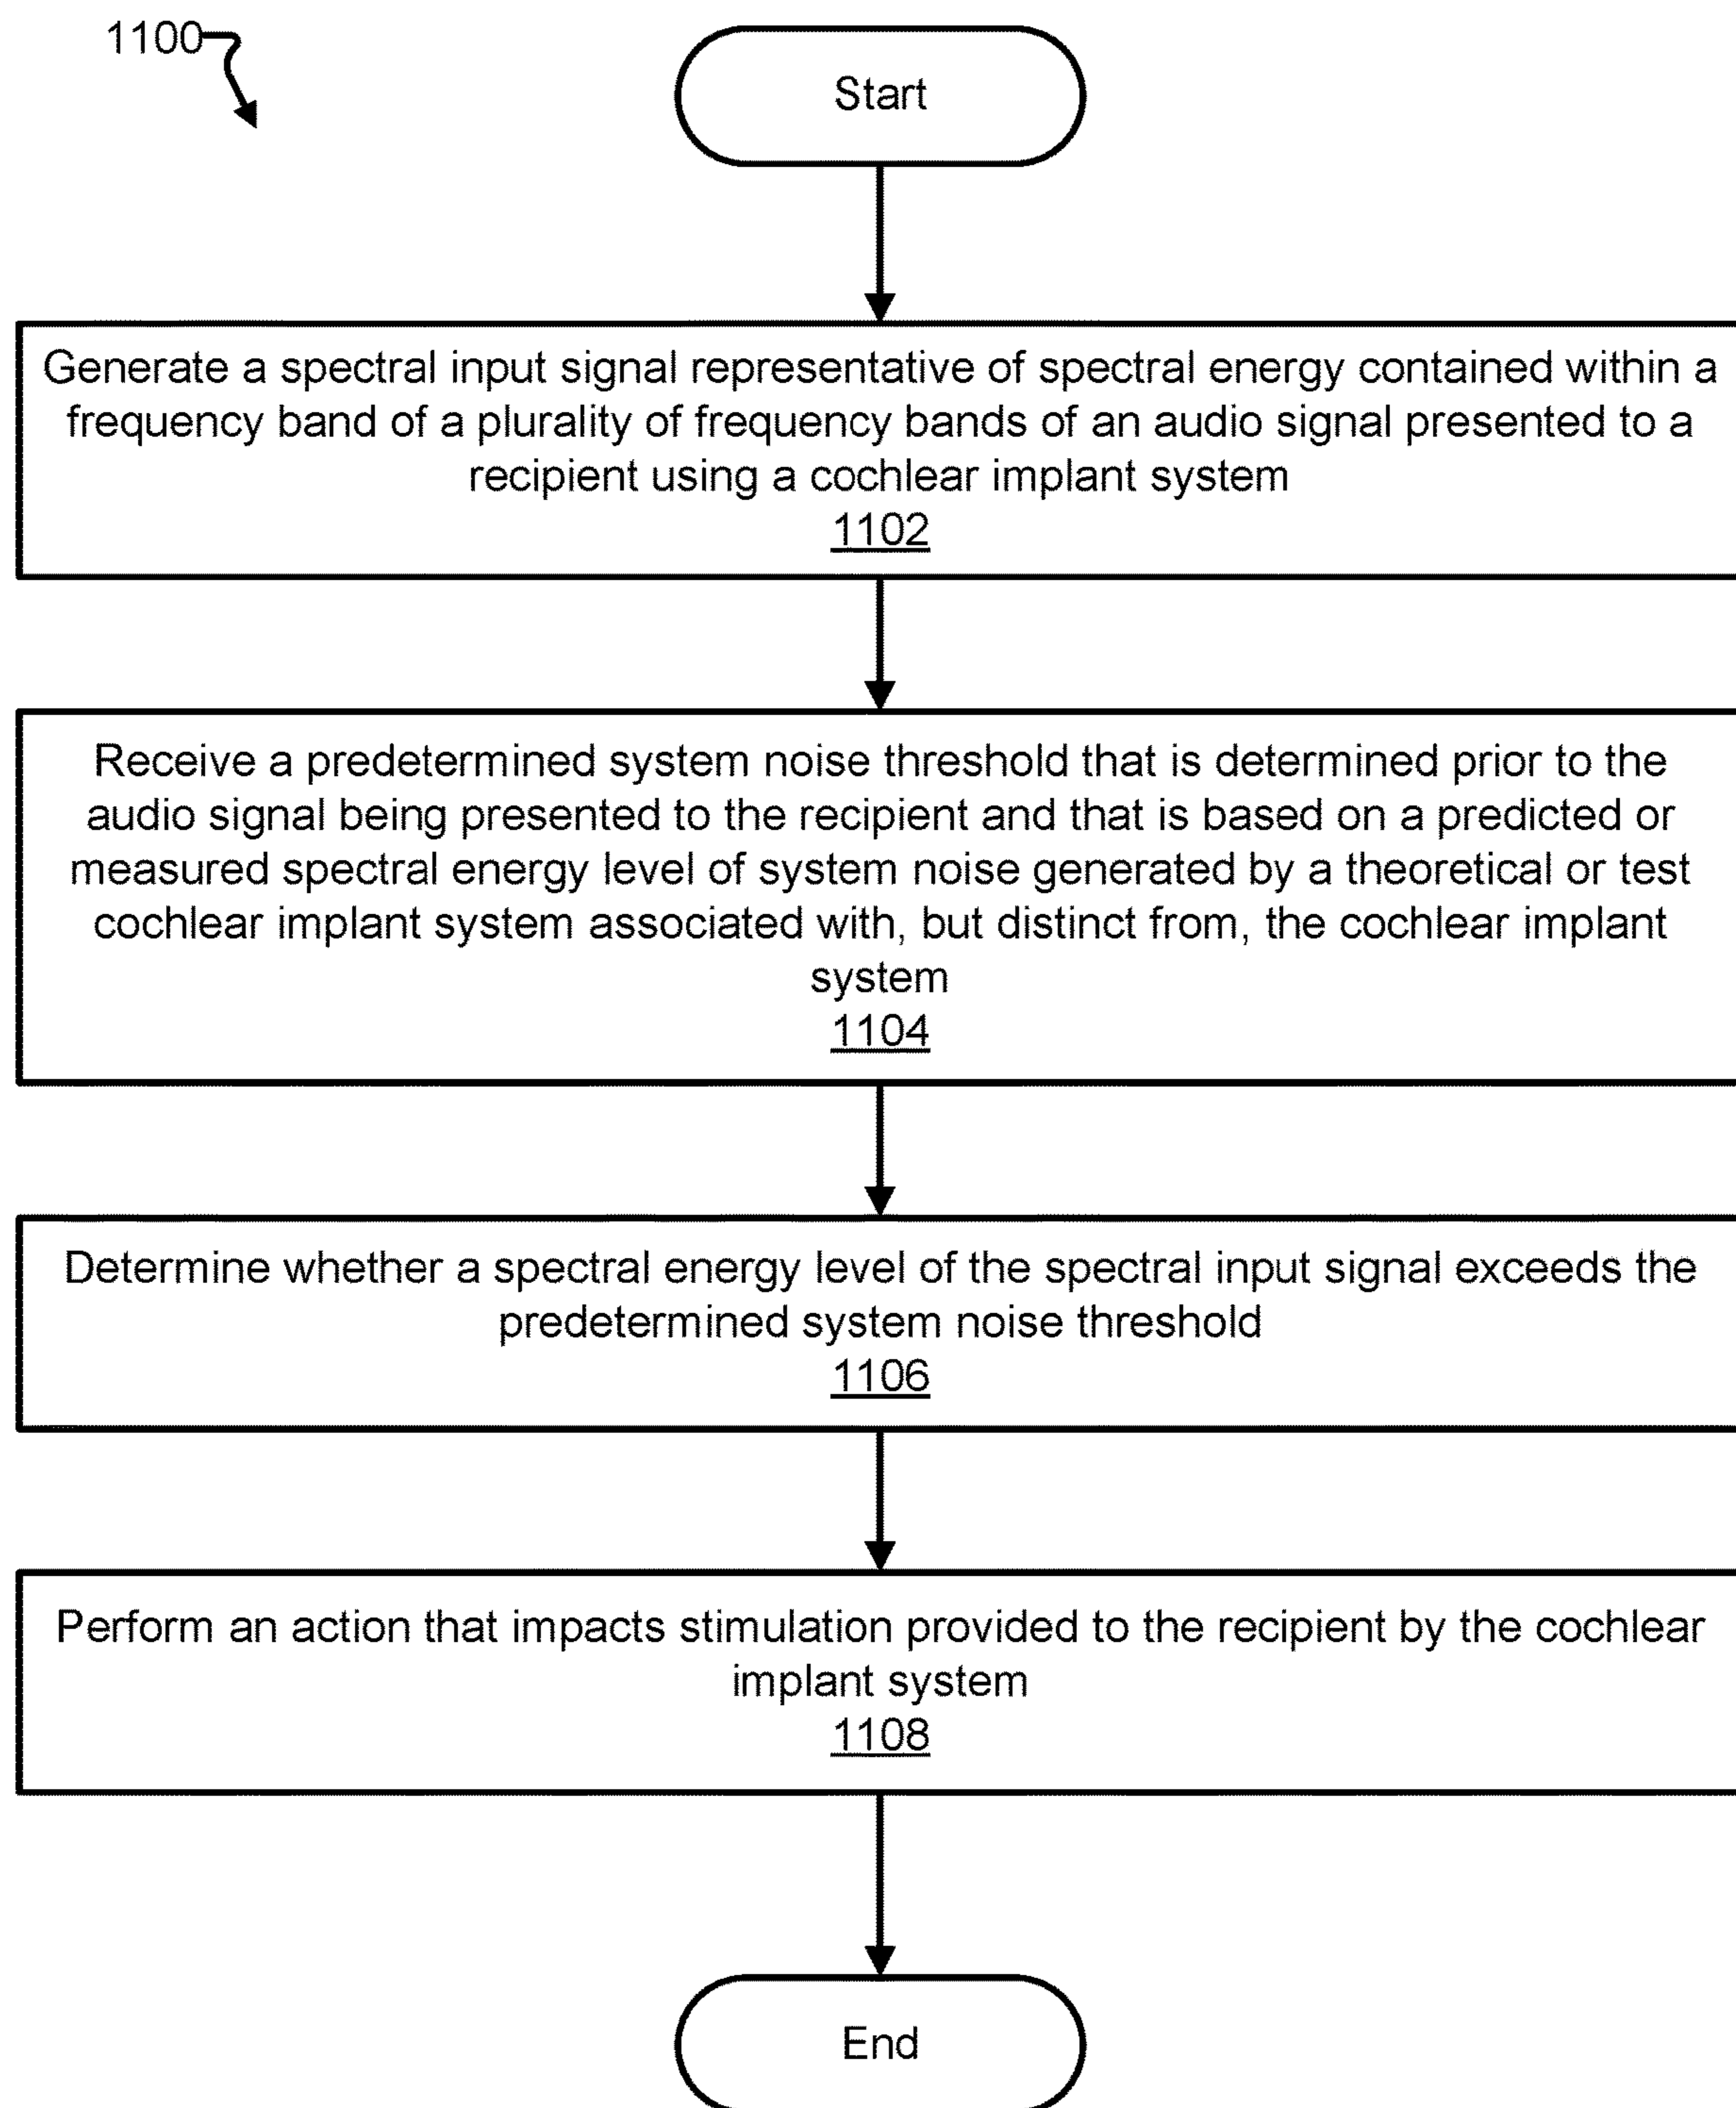 1100
Start
Generate a spectral input signal representative of spectral energy contained within a
frequency band of a plurality of frequency bands of an audio signal presented to a
recipient using a cochlear implant system
1102
Receive a predetermined system noise threshold that is determined prior to the
audio signal being presented to the recipient and that is based on a predicted or
measured spectral energy level of system noise generated by a theoretical or test
cochlear implant system associated with, but distinct from, the cochlear implant
system
1104
Determine whether a spectral energy level of the spectral input signal exceeds the
predetermined system noise threshold
1106
Perform an action that impacts stimulation provided to the recipient by the cochlear
implant system
1108
End